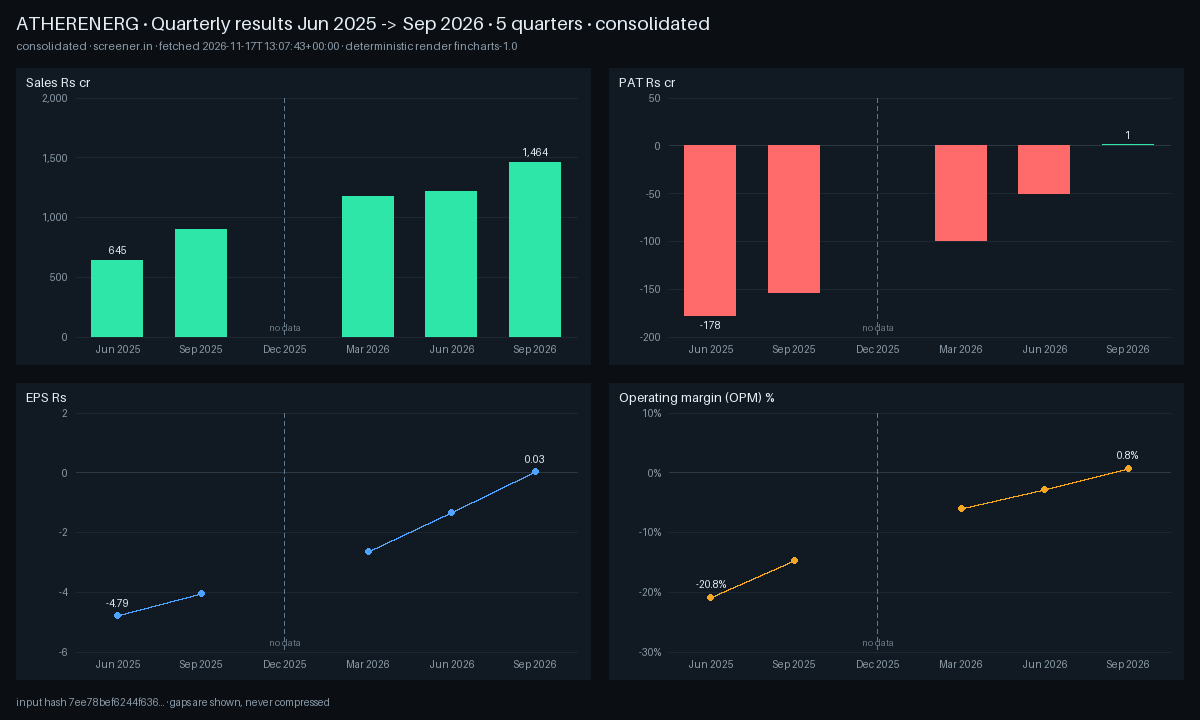 ATHERENERG · Quarterly results Jun 2025 -> Sep 2026 · 5 quarters · consolidated
consolidated · screener.in · fetched 2026-11-17T13:07:43+00:00 · deterministic render fincharts-1.0
Sales Rs cr
2,000
1,500
1,000
500
0
645
1,464
no data
Jun 2025 Sep 2025 Dec 2025 Mar 2026 Jun 2026 Sep 2026
PAT Rs cr
50
0
-50
-100
-150
-200
-178
1
no data
Jun 2025 Sep 2025 Dec 2025 Mar 2026 Jun 2026 Sep 2026
EPS Rs
2
0
-2
-4
-6
-4.79
0.03
no data
Jun 2025 Sep 2025 Dec 2025 Mar 2026 Jun 2026 Sep 2026
Operating margin (OPM) %
10%
0%
-10%
-20%
-30%
-20.8%
0.8%
no data
Jun 2025 Sep 2025 Dec 2025 Mar 2026 Jun 2026 Sep 2026
input hash 7ee78bef6244f636… · gaps are shown, never compressed